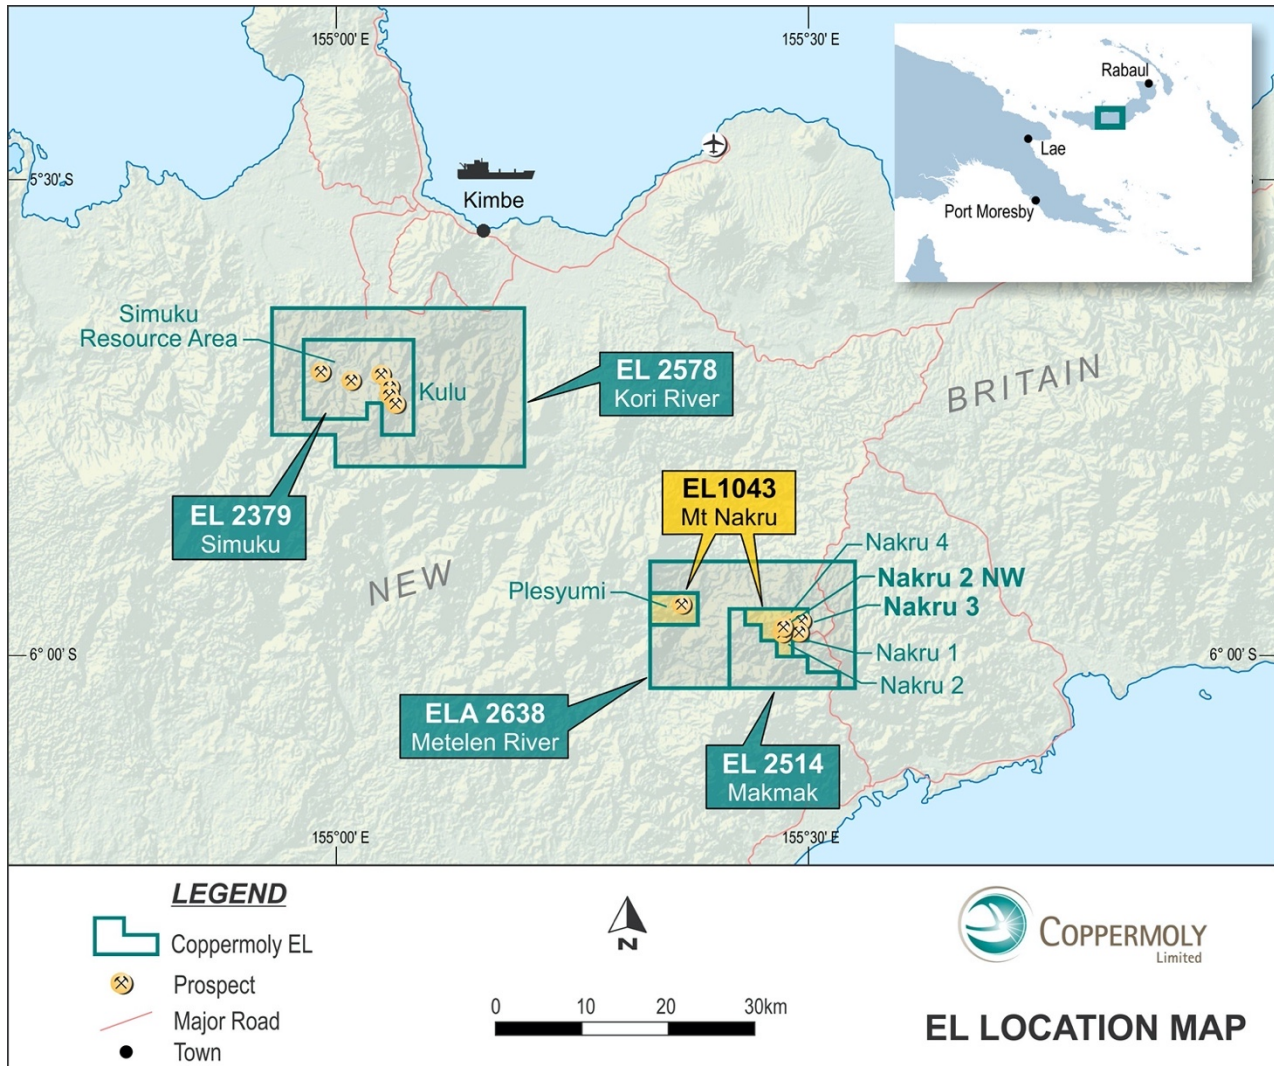 155°00' E
155°30' E
Rabaul
Lae
Port Moresby
5°30' S
Kimbe
Simuku
Resource Area
Kulu
EL 2578
Kori River
BRITAIN
EL 2379
Simuku
NEW
EL1043
Mt Nakru
Nakru 4
Plesyumi
Nakru 2 NW
Nakru 3
6° 00' S
Nakru 1
6° 00' S
Nakru 2
ELA 2638
Metelen River
EL 2514
Makmak
155°00' E
155°30' E
LEGEND
Coppermoly EL
Prospect
Major Road
Town
N
0 10 20 30km
COPPERMOLY
Limited
EL LOCATION MAP